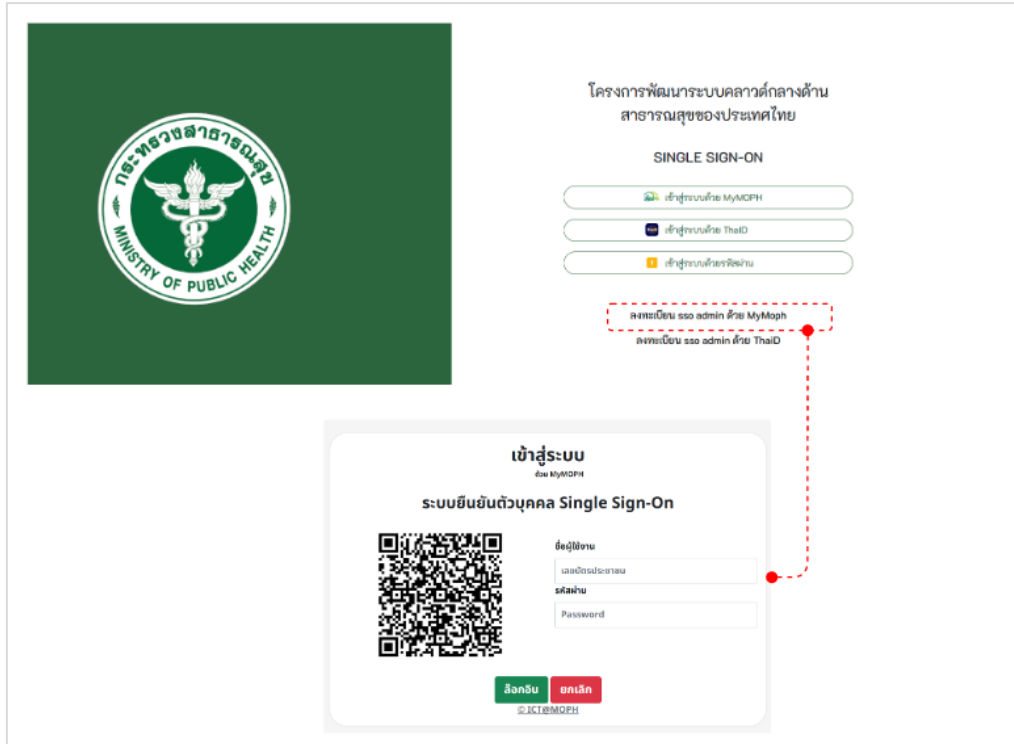 กระทรวงสาธารณสุข
MINISTRY OF PUBLIC HEALTH
โครงการพัฒนาระบบคลาวด์กลางด้าน
สาธารณสุขของประเทศไทย
SINGLE SIGN-ON
เข้าสู่ระบบด้วย MyMOPH
เข้าสู่ระบบด้วย ThaID
เข้าสู่ระบบด้วยรหัสผ่าน
ลงทะเบียน sso admin ด้วย MyMoph
ลงทะเบียน sso admin ด้วย ThaiD
เข้าสู่ระบบ
ด้วย MyMOPH
ระบบยืนยันตัวบุคคล Single Sign-On
ชื่อผู้ใช้งาน
เลขบัตรประชาชน
รหัสผ่าน
Password
ล็อกอิน
ยกเลิก
© ICT@MOPH